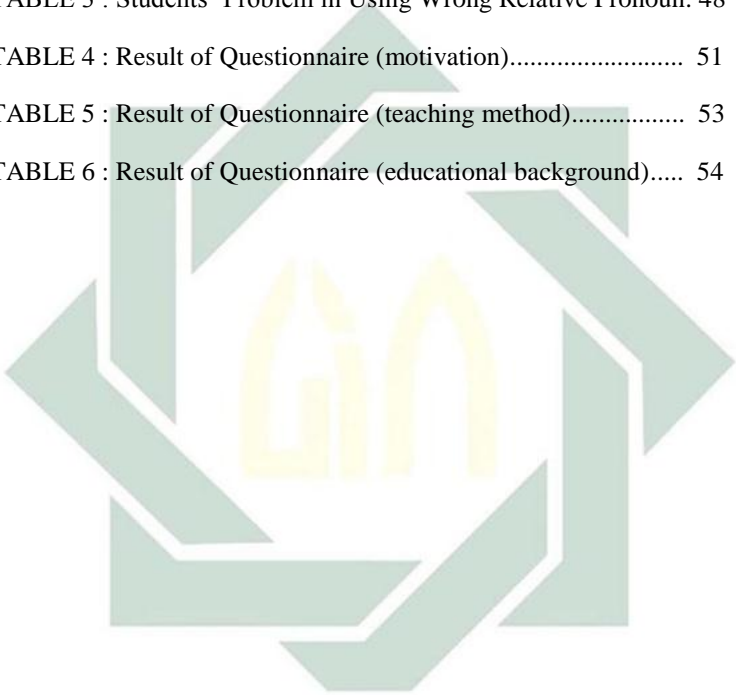 TABLE 3 : Students' Problem in Using Wrong Relative Pronoun. 48
TABLE 4 : Result of Questionnaire (motivation)......................... 51
TABLE 5 : Result of Questionnaire (teaching method)................. 53
TABLE 6 : Result of Questionnaire (educational background)..... 54